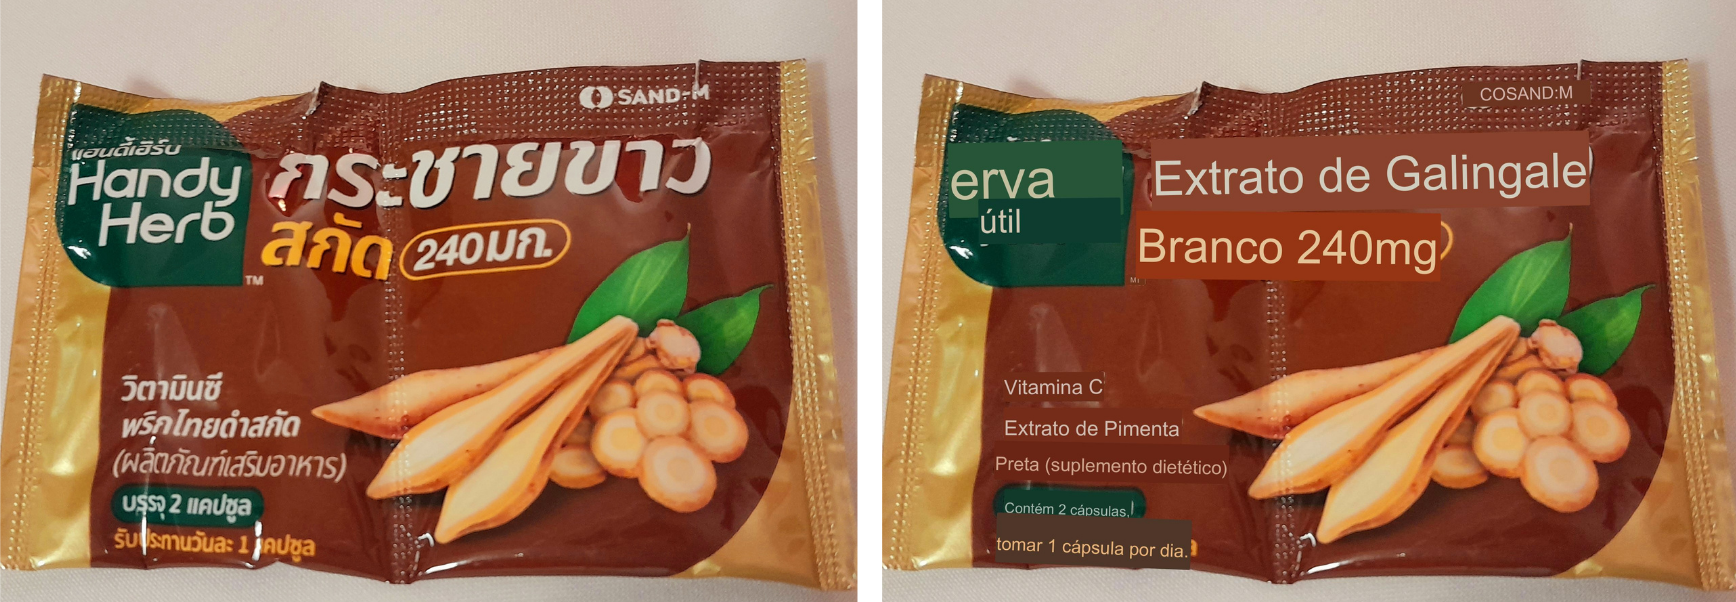 SAND-M
แฮนดี้เฮิร์บ
Handy
Herb
TM
กระชายขาว
สกัด 240 มก.
วิตามินซี
พริกไทยดำสกัด
(ผลิตภัณฑ์เสริมอาหาร)
บรรจุ 2 แคปซูล
รับประทานวันละ 1 แคปซูล
COSAND:M
erva
útil
MT
Extrato de Galingale
Branco 240mg
Vitamina C
Extrato de Pimenta
Preta (suplemento dietético)
Contém 2 cápsulas,
tomar 1 cápsula por dia.